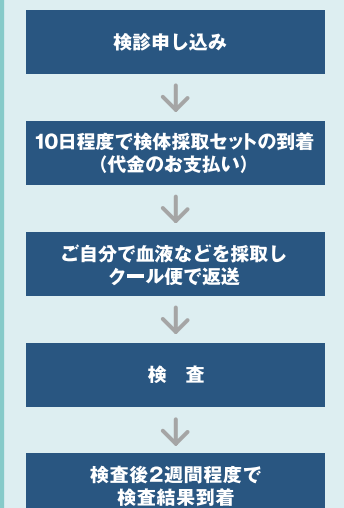 検診申し込み
10日程度で検体採取セットの到着
（代金のお支払い）
ご自分で血液などを採取し
クール便で返送
検　査
検査後2週間程度で
検査結果到着